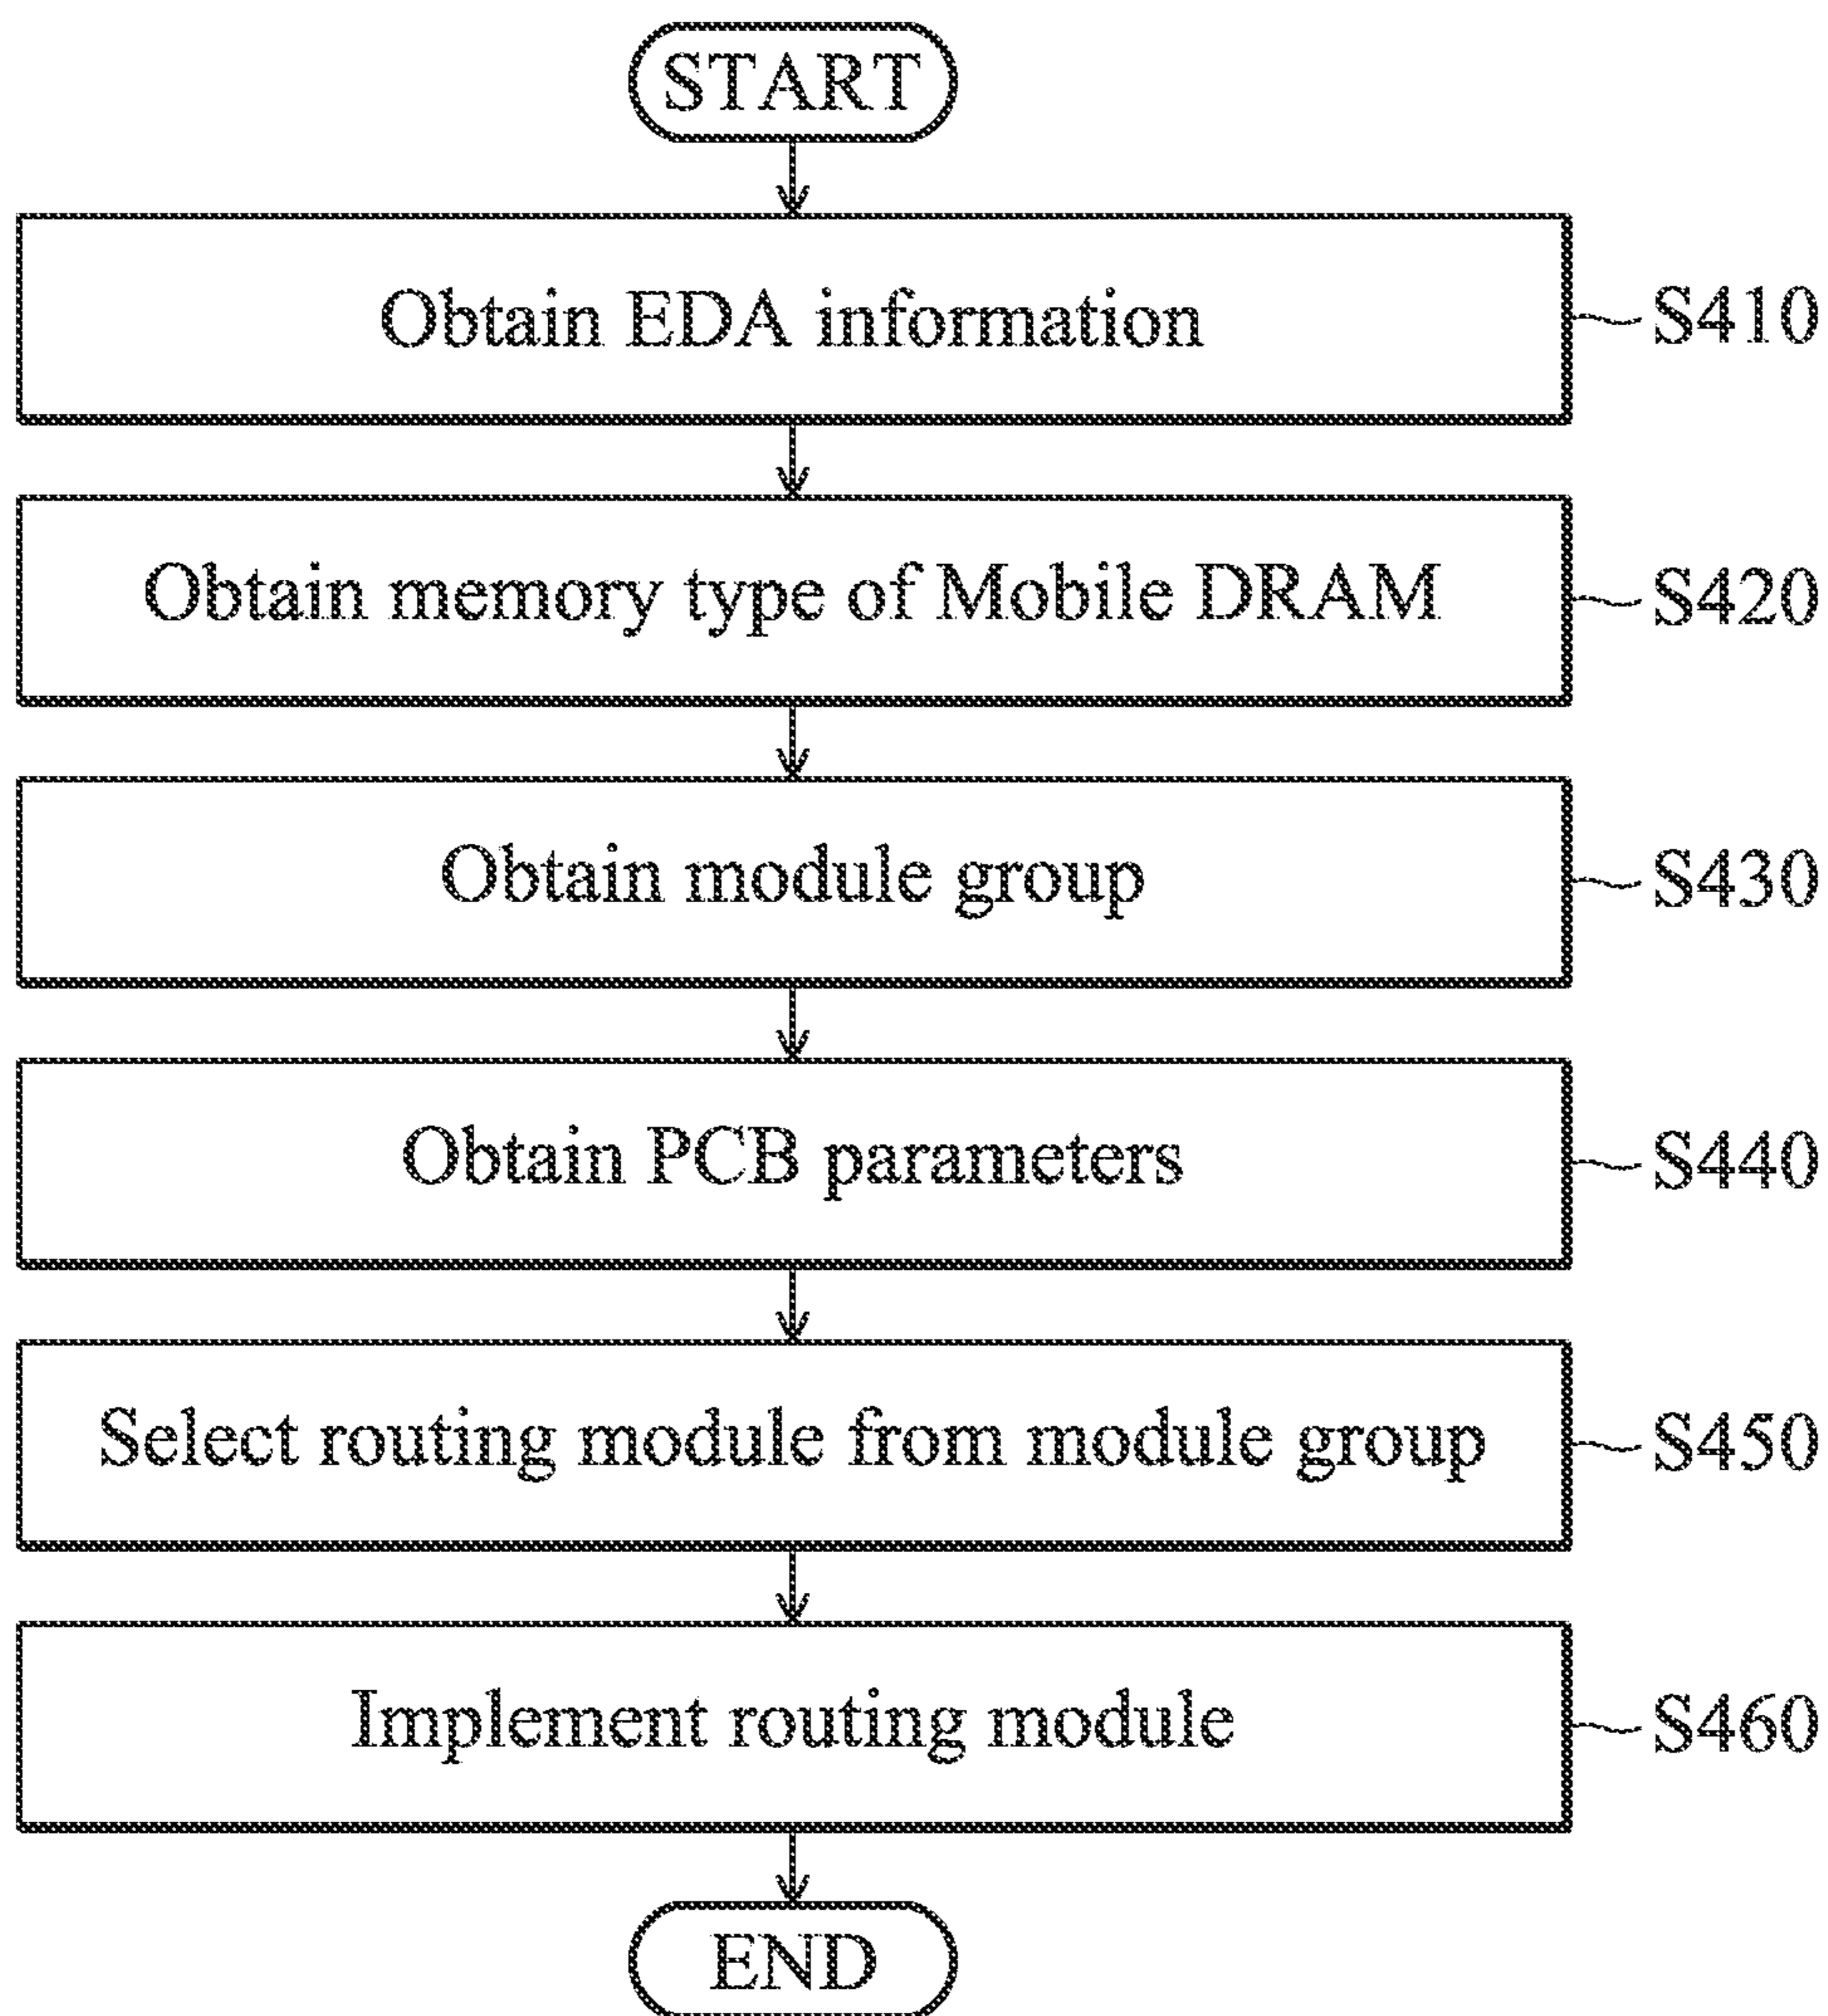 START
Obtain EDA information
S410
Obtain memory type of Mobile DRAM
S420
Obtain module group
S430
Obtain PCB parameters
S440
Select routing module from module group
S450
Implement routing module
S460
END